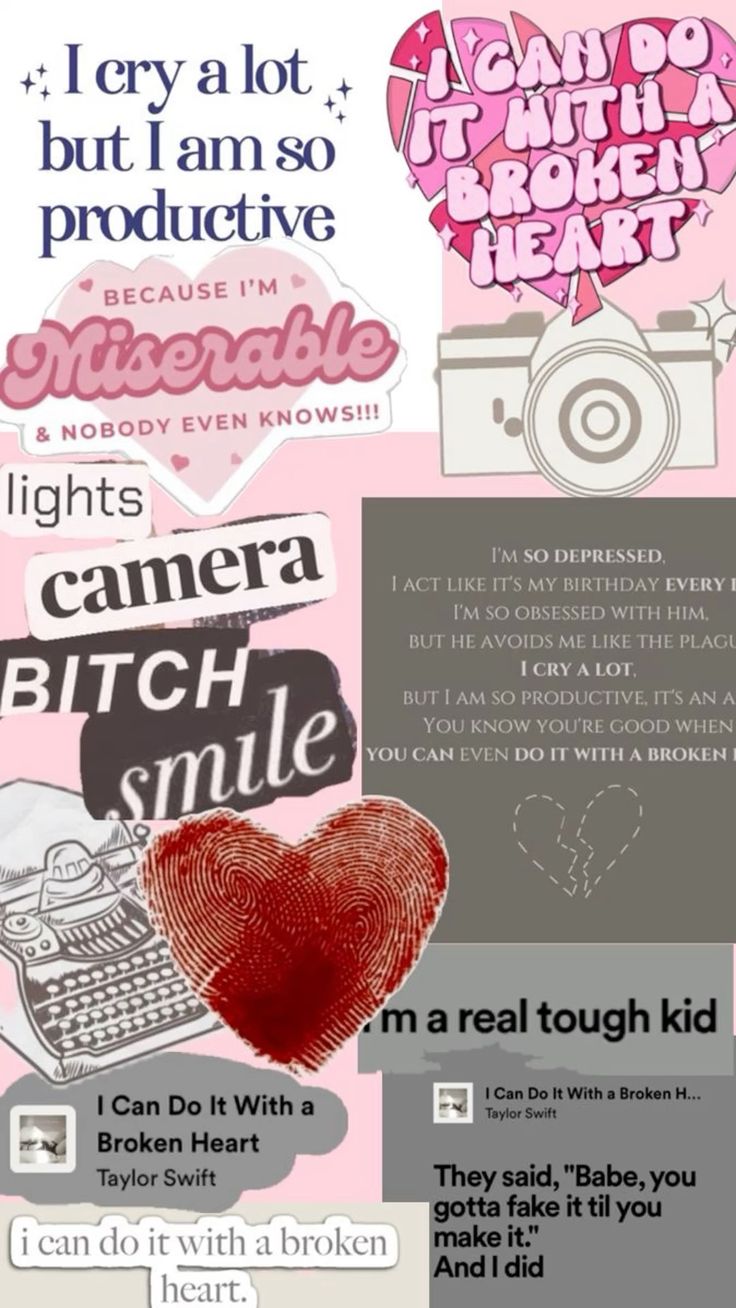 I cry a lot
but I am so
productive
I CAN DO
IT WITH A
BROKEN
HEART
BECAUSE I'M
Miserable
& NOBODY EVEN KNOWS!!!
lights
camera
BITCH
smile
I'M SO DEPRESSED,
I ACT LIKE IT'S MY BIRTHDAY EVERY
I'M SO OBSESSED WITH HIM,
BUT HE AVOIDS ME LIKE THE PLAGU
I CRY A LOT,
BUT I AM SO PRODUCTIVE, IT'S AN A
YOU KNOW YOU'RE GOOD WHEN
YOU CAN EVEN DO IT WITH A BROKEN
I'm a real tough kid
I Can Do It With a
Broken Heart
Taylor Swift
I Can Do It With a Broken H...
Taylor Swift
They said, "Babe, you
gotta fake it til you
make it."
And I did
i can do it with a broken
heart.